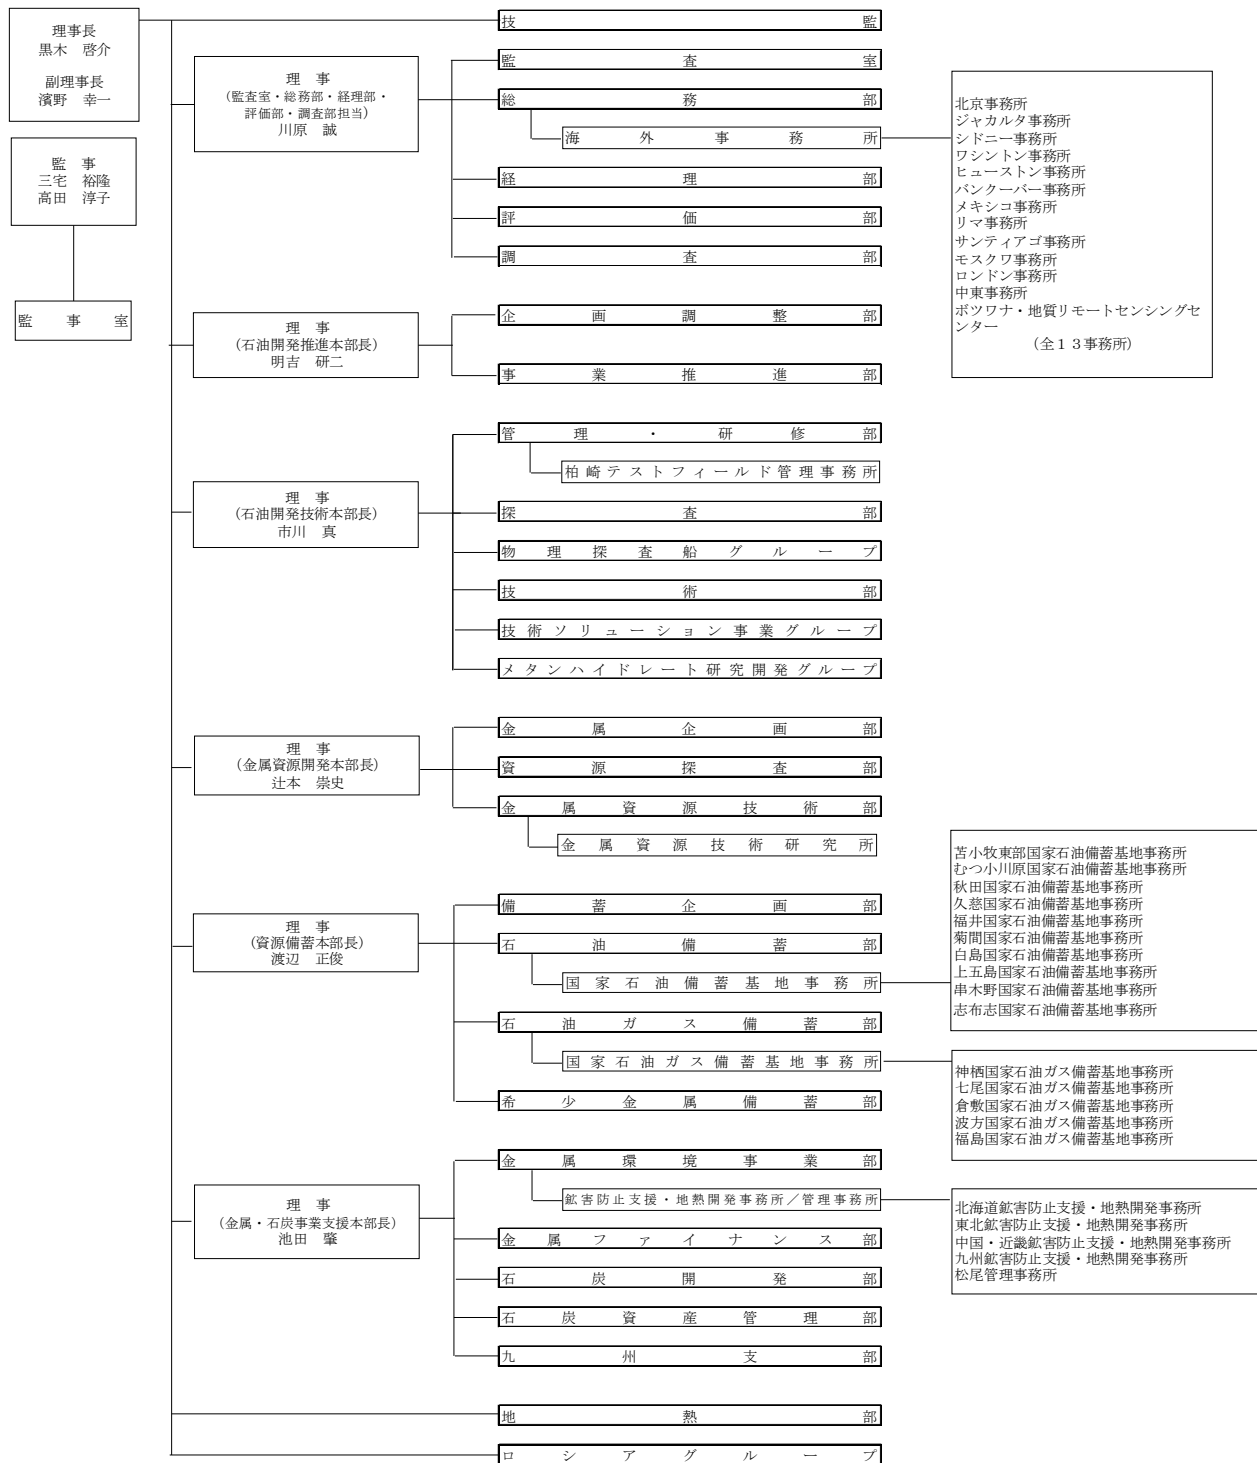 理事長
黒木 啓介
副理事長
濱野 幸一
監 事
三宅 裕隆
高田 淳子
監事室
技監
理 事
(監査室・総務部・経理部・
評価部・調査部担当)
川原 誠
監査室
総務部
海外事務所
北京事務所
ジャカルタ事務所
シドニー事務所
ワシントン事務所
ヒューストン事務所
バンクーバー事務所
メキシコ事務所
リマ事務所
サンティアゴ事務所
モスクワ事務所
ロンドン事務所
中東事務所
ボツワナ・地質リモートセンシングセ
ンター
(全13事務所)
経理部
評価部
調査部
理 事
(石油開発推進本部長)
明吉 研二
企画調整部
事業推進部
理 事
(石油開発技術本部長)
市川 真
管理・研修部
柏崎テストフィールド管理事務所
探査部
物理探査船グループ
技術部
技術ソリューション事業グループ
メタンハイドレート研究開発グループ
理 事
(金属資源開発本部長)
辻本 崇史
金属企画部
資源探査部
金属資源技術部
金属資源技術研究所
理 事
(資源備蓄本部長)
渡辺 正俊
備蓄企画部
石油備蓄部
国家石油備蓄基地事務所
苫小牧東部国家石油備蓄基地事務所
むつ小川原国家石油備蓄基地事務所
秋田国家石油備蓄基地事務所
久慈国家石油備蓄基地事務所
福井国家石油備蓄基地事務所
菊間国家石油備蓄基地事務所
白島国家石油備蓄基地事務所
上五島国家石油備蓄基地事務所
串木野国家石油備蓄基地事務所
志布志国家石油備蓄基地事務所
石油ガス備蓄部
国家石油ガス備蓄基地事務所
神栖国家石油ガス備蓄基地事務所
七尾国家石油ガス備蓄基地事務所
倉敷国家石油ガス備蓄基地事務所
波方国家石油ガス備蓄基地事務所
福島国家石油ガス備蓄基地事務所
希少金属備蓄部
理 事
(金属・石炭事業支援本部長)
池田 肇
金属環境事業部
鉱害防止支援・地熱開発事務所／管理事務所
北海道鉱害防止支援・地熱開発事務所
東北鉱害防止支援・地熱開発事務所
中国・近畿鉱害防止支援・地熱開発事務所
九州鉱害防止支援・地熱開発事務所
松尾管理事務所
金属ファイナンス部
石炭開発部
石炭資産管理部
九州支部
地熱部
ロシアグループ